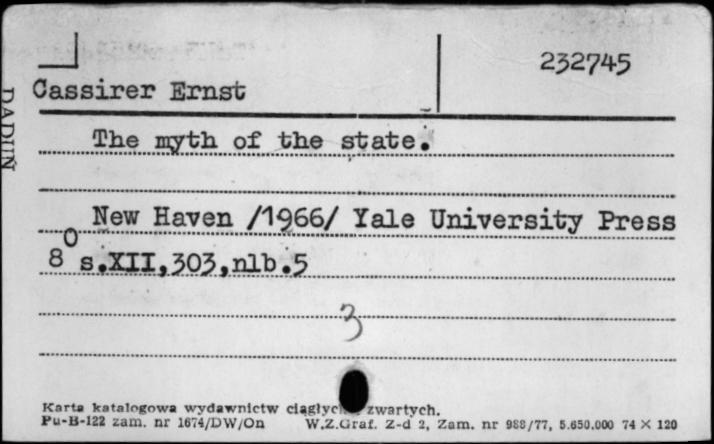 232745
Cassirer Ernst
DADUŃ
The myth of the state.
New Haven /1966/ Yale University Press
8⁰ s.XII,303,nlb.5
3
Karta katalogowa wydawnictw ciągłych zwartych.
Pu-B-122 zam. nr 1674/DW/On W.Z.Graf. Z-d 2, Zam. nr 988/77, 5.650.000 74 × 120